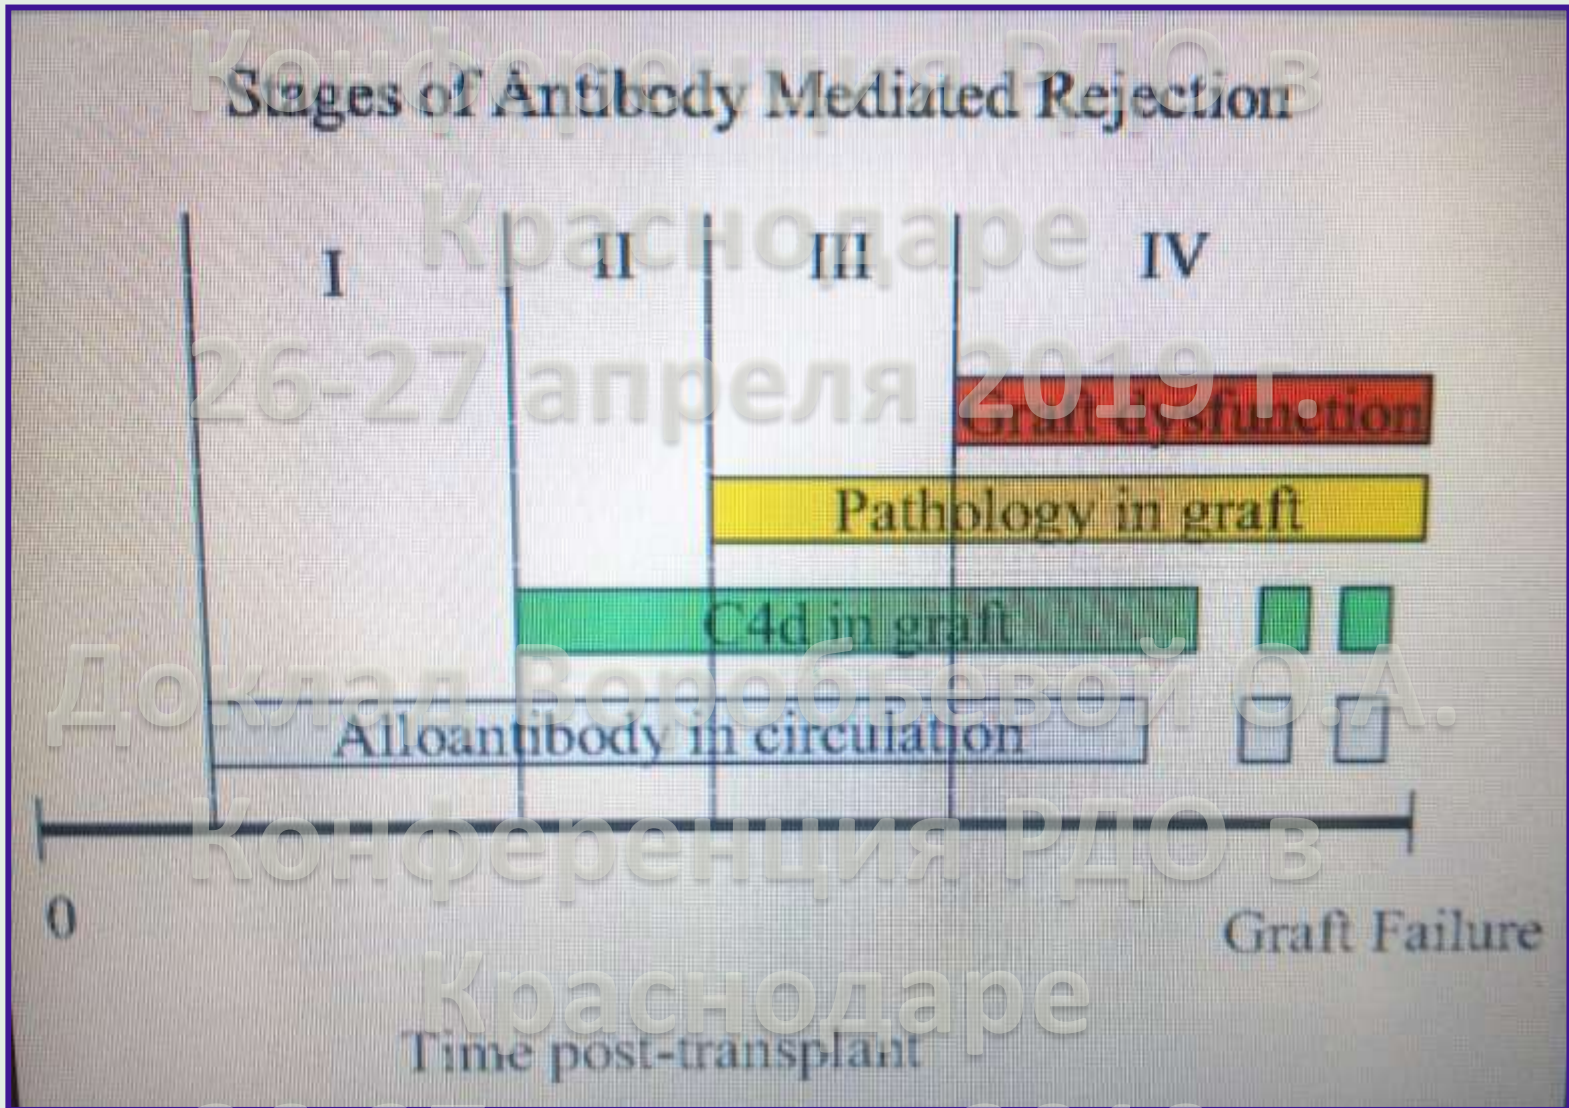 Конференция РДО в
Stages of Antibody Mediated Rejection
Краснодаре
I II III IV
26-27 апреля 2019 г.
Graft dysfunction
Pathology in graft
C4d in graft
Доклад Воробьевой О.А.
Alloantibody in circulation
Конференция РДО в
0
Graft Failure
Краснодаре
Time post-transplant